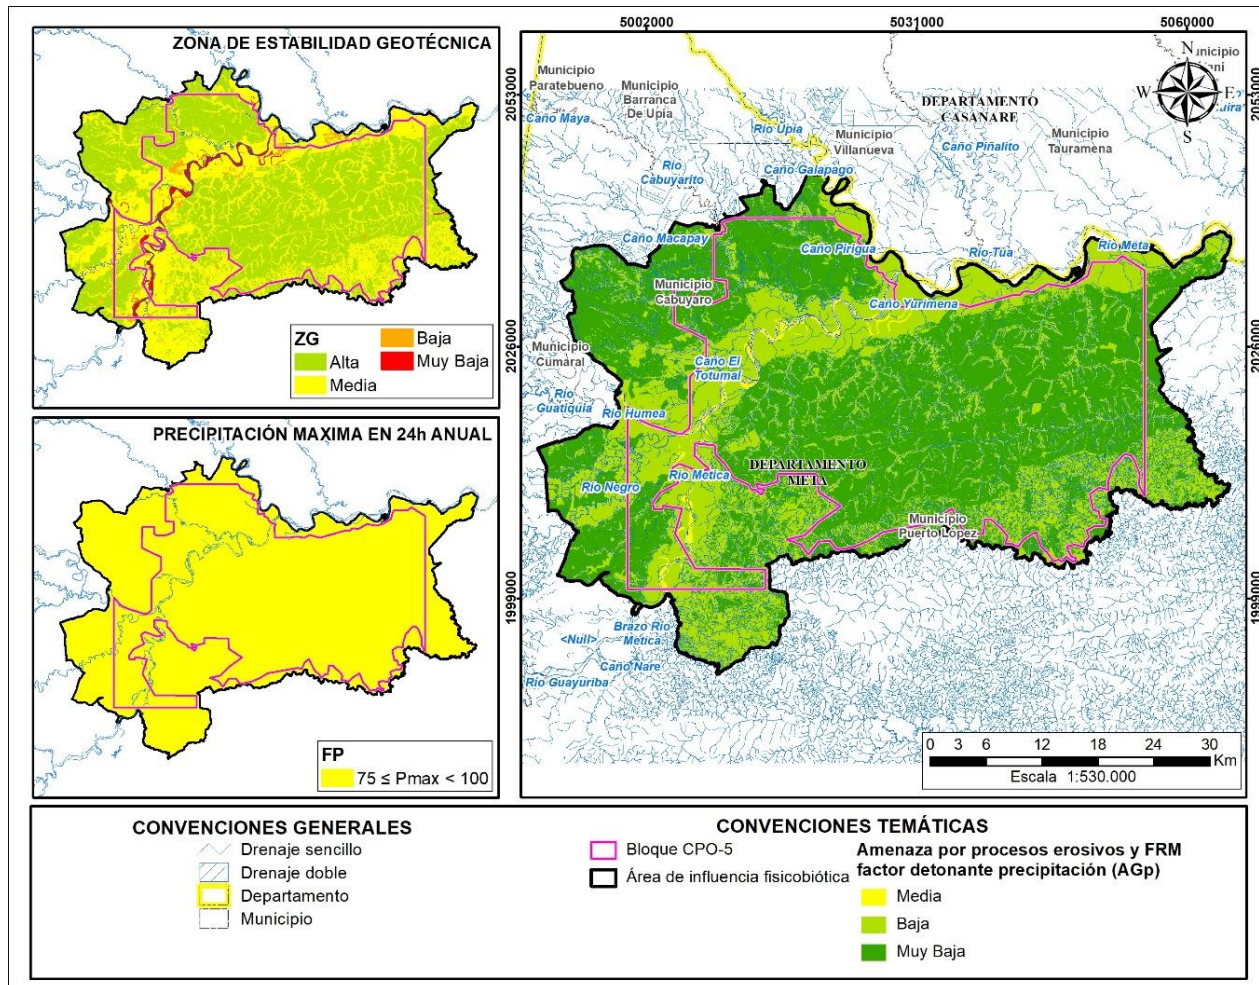 ZONA DE ESTABILIDAD GEOTÉCNICA
ZG
Alta
Media
Baja
Muy Baja
PRECIPITACIÓN MAXIMA EN 24h ANUAL
FP
75 ≤ Pmax < 100
5002000
5031000
5060000
2053000
2026000
1999000
2026000
1999000
N
W
E
S
Municipio
Paratebueno
Municipio
Barranca
De Upia
Caño Maya
Río Upia
DEPARTAMENTO
CASANARE
Municipio
Villanueva
Municipio
Tauramena
Caño Piñalito
Río
Cabuyarito
Caño Galapago
Caño Macapay
Caño Pirigua
Río Túa
Río Meta
Municipio
Cabuyaro
Caño Yurimena
Municipio
Cumaral
Caño El
Totumal
Río
Guatiquía
Río Humea
DEPARTAMENTO
META
Río Metica
Río Negro
Municipio
Puerto López
Brazo Río
Metica
<Null>
Caño Nare
Río Guayuriba
0 3 6 12 18 24 30
Km
Escala 1:530.000
CONVENCIONES GENERALES
Drenaje sencillo
Drenaje doble
Departamento
Municipio
CONVENCIONES TEMÁTICAS
Bloque CPO-5
Área de influencia fisicobiótica
Amenaza por procesos erosivos y FRM
factor detonante precipitación (AGp)
Media
Baja
Muy Baja